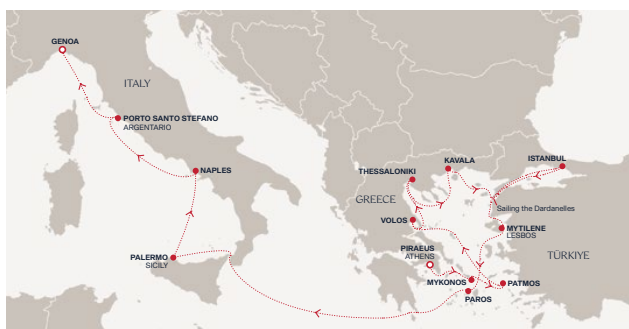 GENOA
ITALY
PORTO SANTO STEFANO
ARGENTARIO
NAPLES
PALERMO
SICILY
THESSALONIKI
KAVALA
ISTANBUL
GREECE
Sailing the Dardanelles
VOLOS
MYTILENE
LESBOS
PIRAEUS
ATHENS
TÜRKIYE
MYKONOS
PATMOS
PAROS